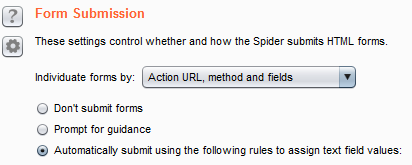 Form Submission
These settings control whether and how the Spider submits HTML forms.
Individuate forms by: Action URL, method and fields
Don't submit forms
Prompt for guidance
Automatically submit using the following rules to assign text field values: